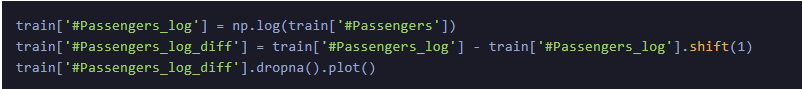 train['#Passengers_log'] = np.log(train['#Passengers'])
train['#Passengers_log_diff'] = train['#Passengers_log'] - train['#Passengers_log'].shift(1)
train['#Passengers_log_diff'].dropna().plot()